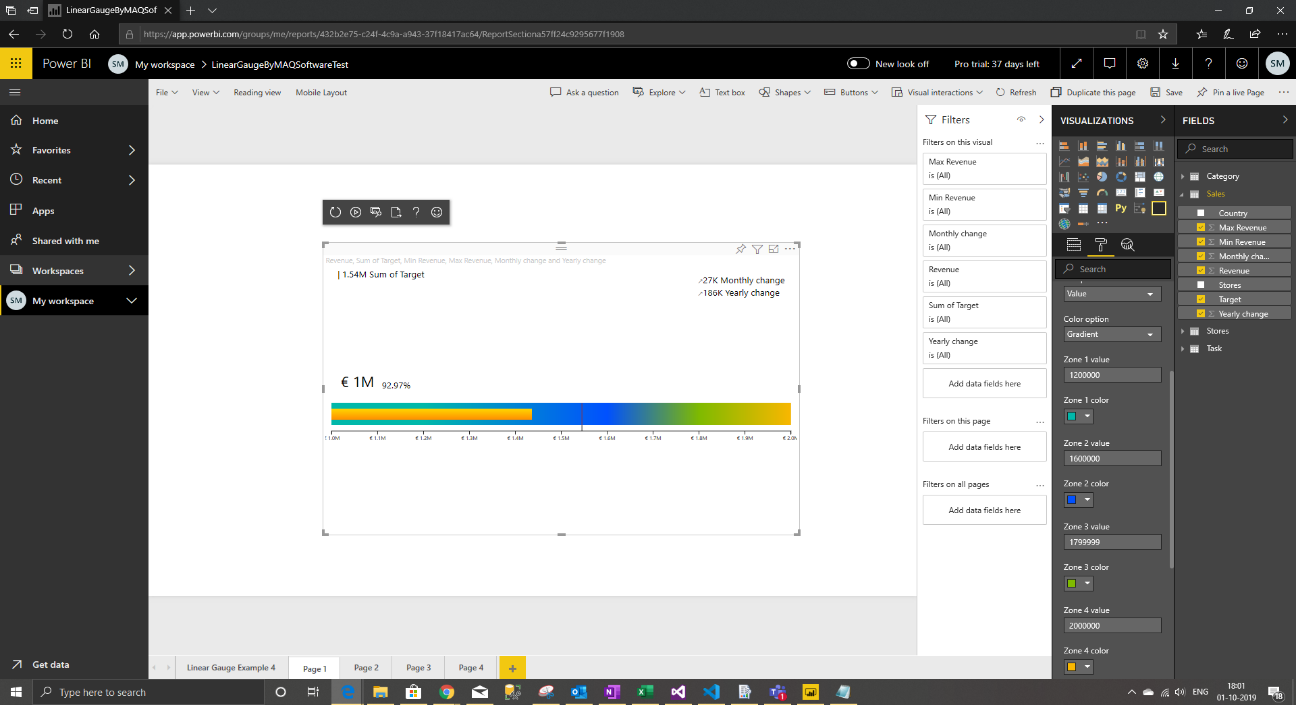 LinearGaugeByMAQSof
https://app.powerbi.com/groups/me/reports/432b2e75-c24f-4c9a-a943-37f18417ac64/ReportSectiona57ff24c9295677f1908
Power BI SM My workspace > LinearGaugeByMAQSoftwareTest New look off Pro trial: 37 days left SM
File View Reading view Mobile Layout Ask a question Explore Text box Shapes Buttons Visual interactions Refresh Duplicate this page Save Pin a live Page
Home
Favorites
Recent
Apps
Shared with me
Workspaces
SM My workspace
Get data
Revenue, Sum of Target, Min Revenue, Max Revenue, Monthly change and Yearly change
1.54M Sum of Target
27K Monthly change
186K Yearly change
€ 1M 92.97%
€ 1.1M € 1.2M € 1.3M € 1.4M € 1.5M € 1.6M € 1.7M € 1.8M € 1.9M
Linear Gauge Example 4 Page 1 Page 2 Page 3 Page 4 +
Filters
Filters on this visual
Max Revenue
is (All)
Min Revenue
is (All)
Monthly change
is (All)
Revenue
is (All)
Sum of Target
is (All)
Yearly change
is (All)
Add data fields here
Filters on this page
Add data fields here
Filters on all pages
Add data fields here
VISUALIZATIONS
Py
Search
Value
Color option
Gradient
Zone 1 value
1200000
Zone 1 color
Zone 2 value
1600000
Zone 2 color
Zone 3 value
1799999
Zone 3 color
Zone 4 value
2000000
Zone 4 color
FIELDS
Search
Category
Sales
Country
Σ Max Revenue
Σ Min Revenue
Σ Monthly cha...
Σ Revenue
Stores
Target
Σ Yearly change
Stores
Task
Type here to search
ENG
18:01
01-10-2019
18